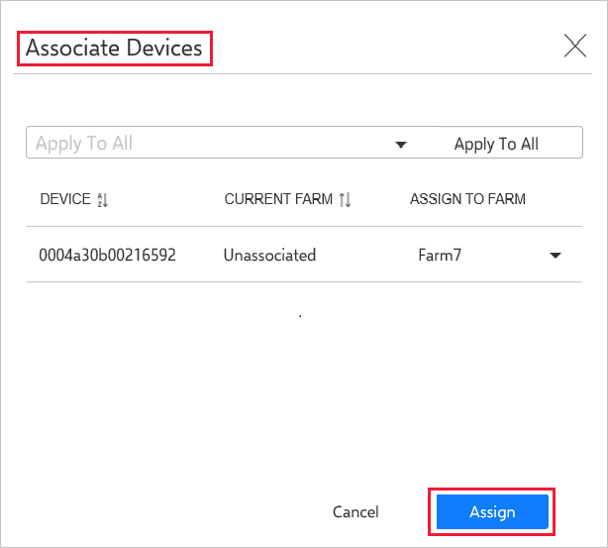 Associate Devices
Apply To All Apply To All
DEVICE CURRENT FARM ASSIGN TO FARM
0004a30b00216592 Unassociated Farm7
.
Cancel Assign